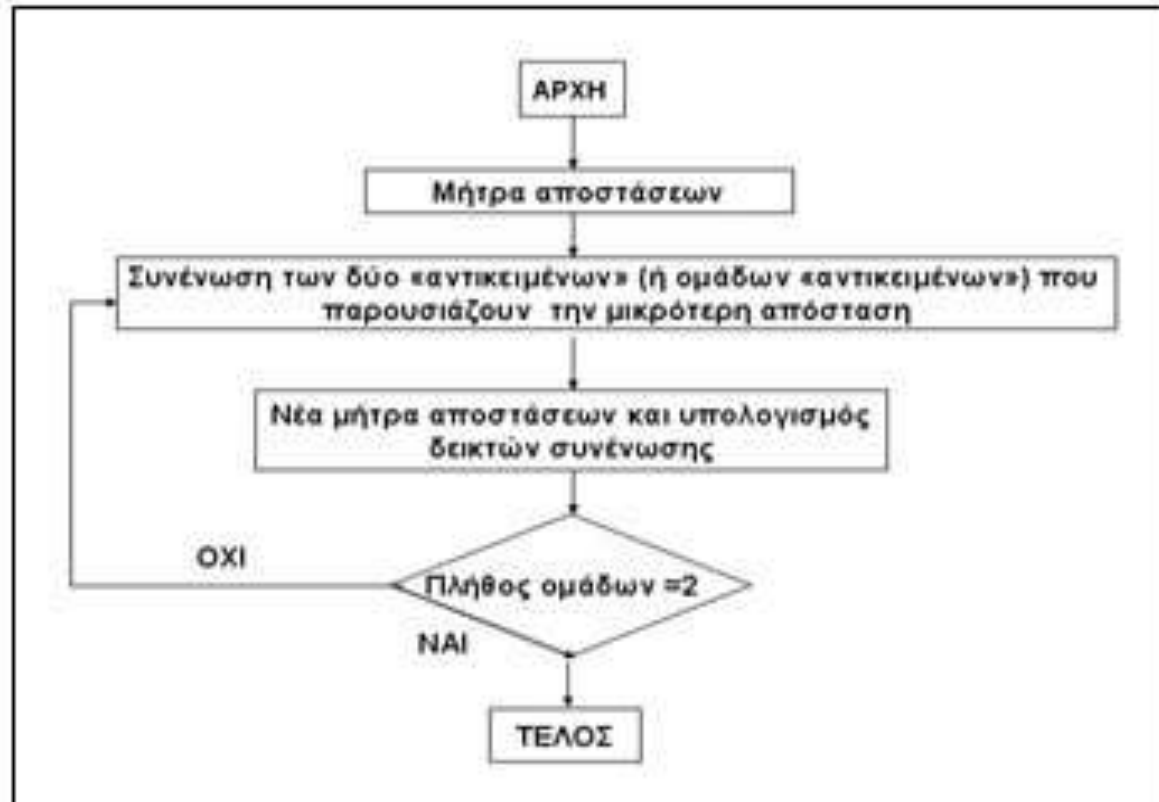 ΑΡΧΗ
Μήτρα αποστάσεων
Συνένωση των δύο «αντικειμένων» (ή ομάδων «αντικειμένων») που
παρουσιάζουν την μικρότερη απόσταση
Νέα μήτρα αποστάσεων και υπολογισμός
δεικτών συνένωσης
Πλήθος ομάδων =2
ΟΧΙ
ΝΑΙ
ΤΕΛΟΣ